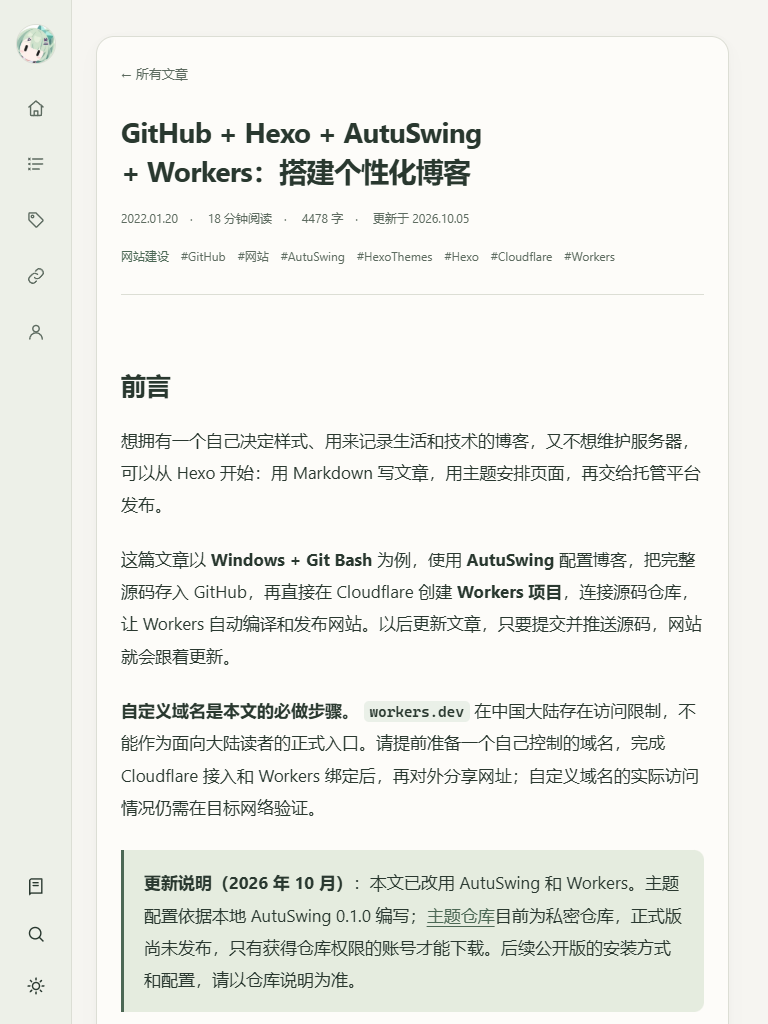 ← 所有文章
GitHub + Hexo + AutuSwing
+ Workers：搭建个性化博客
2022.01.20 · 18 分钟阅读 · 4478 字 · 更新于 2026.10.05
网站建设 #GitHub #网站 #AutuSwing #HexoThemes #Hexo #Cloudflare #Workers
前言
想拥有一个自己决定样式、用来记录生活和技术的博客，又不想维护服务器，
可以从 Hexo 开始：用 Markdown 写文章，用主题安排页面，再交给托管平台
发布。
这篇文章以 Windows + Git Bash 为例，使用 AutuSwing 配置博客，把完整
源码存入 GitHub，再直接在 Cloudflare 创建 Workers 项目，连接源码仓库，
让 Workers 自动编译和发布网站。以后更新文章，只要提交并推送源码，网站
就会跟着更新。
自定义域名是本文的必做步骤。 workers.dev 在中国大陆存在访问限制，不
能作为面向大陆读者的正式入口。请提前准备一个自己控制的域名，完成
Cloudflare 接入和 Workers 绑定后，再对外分享网址；自定义域名的实际访问
情况仍需在目标网络验证。
更新说明（2026 年 10 月）：本文已改用 AutuSwing 和 Workers。主题
配置依据本地 AutuSwing 0.1.0 编写；主题仓库目前为私密仓库，正式版
尚未发布，只有获得仓库权限的账号才能下载。后续公开版的安装方式
和配置，请以仓库说明为准。